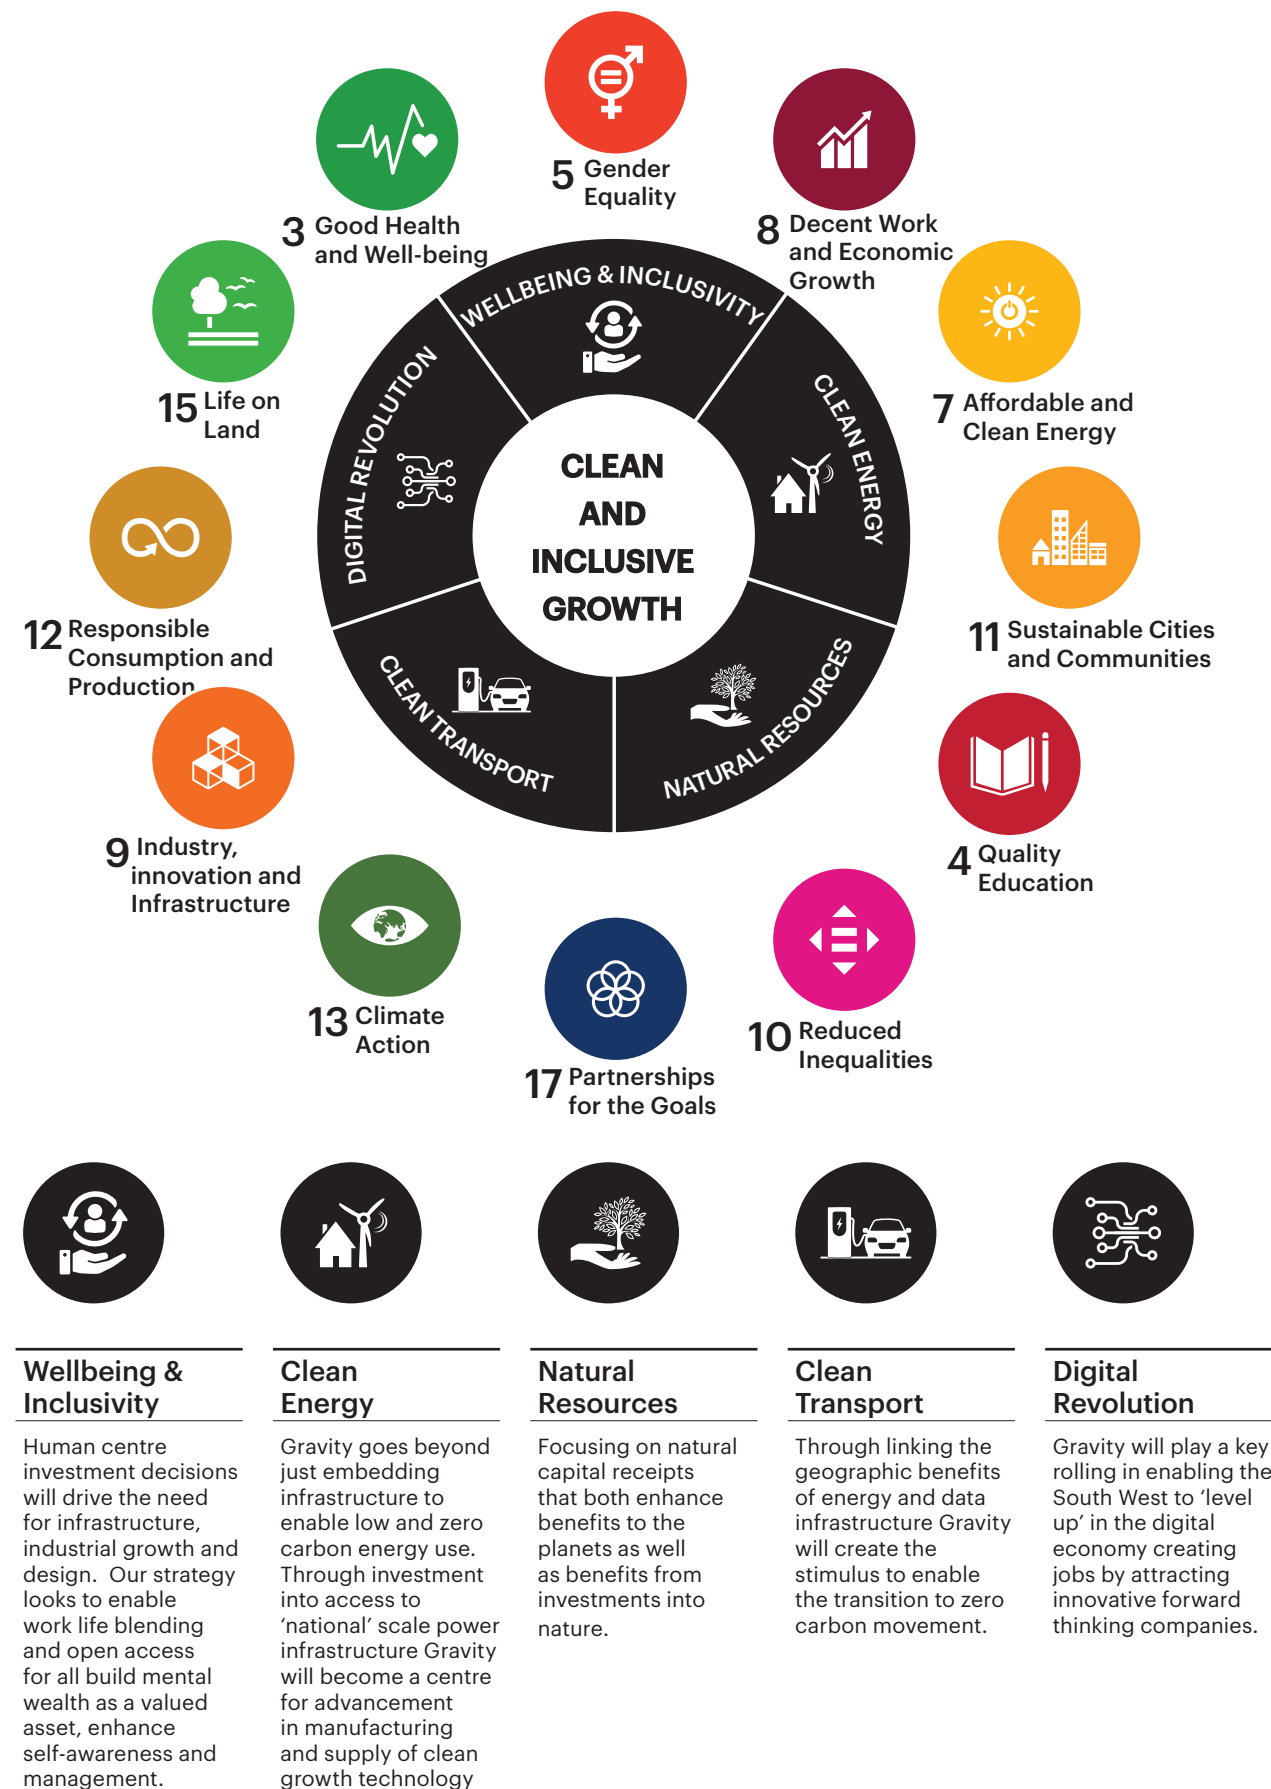 5 Gender
Equality
3 Good Health
and Well-being
8 Decent Work
and Economic
Growth
15 Life on
Land
7 Affordable and
Clean Energy
12 Responsible
Consumption and
Production
11 Sustainable Cities
and Communities
9 Industry,
innovation and
Infrastructure
4 Quality
Education
13 Climate
Action
10 Reduced
Inequalities
17 Partnerships
for the Goals
WELLBEING & INCLUSIVITY
CLEAN ENERGY
NATURAL RESOURCES
CLEAN TRANSPORT
DIGITAL REVOLUTION
CLEAN
AND
INCLUSIVE
GROWTH
Wellbeing &
Inclusivity
Human centre
investment decisions
will drive the need
for infrastructure,
industrial growth and
design.  Our strategy
looks to enable
work life blending
and open access
for all build mental
wealth as a valued
asset, enhance
self-awareness and
management.
Clean
Energy
Gravity goes beyond
just embedding
infrastructure to
enable low and zero
carbon energy use.
Through investment
into access to
‘national’ scale power
infrastructure Gravity
will become a centre
for advancement
in manufacturing
and supply of clean
growth technology
Natural
Resources
Focusing on natural
capital receipts
that both enhance
benefits to the
planets as well
as benefits from
investments into
nature.
Clean
Transport
Through linking the
geographic benefits
of energy and data
infrastructure Gravity
will create the
stimulus to enable
the transition to zero
carbon movement.
Digital
Revolution
Gravity will play a key
rolling in enabling the
South West to ‘level
up’ in the digital
economy creating
jobs by attracting
innovative forward
thinking companies.